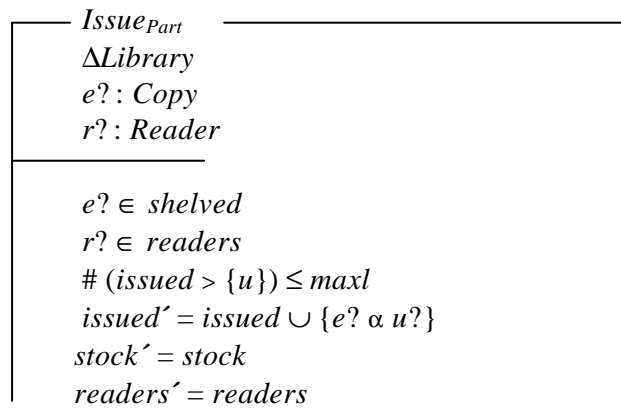 Issue_Part
ΔLibrary
e? : Copy
r? : Reader
e? ∈ shelved
r? ∈ readers
# (issued > {u}) ≤ maxl
issued´ = issued ∪ {e? α u?}
stock´ = stock
readers´ = readers